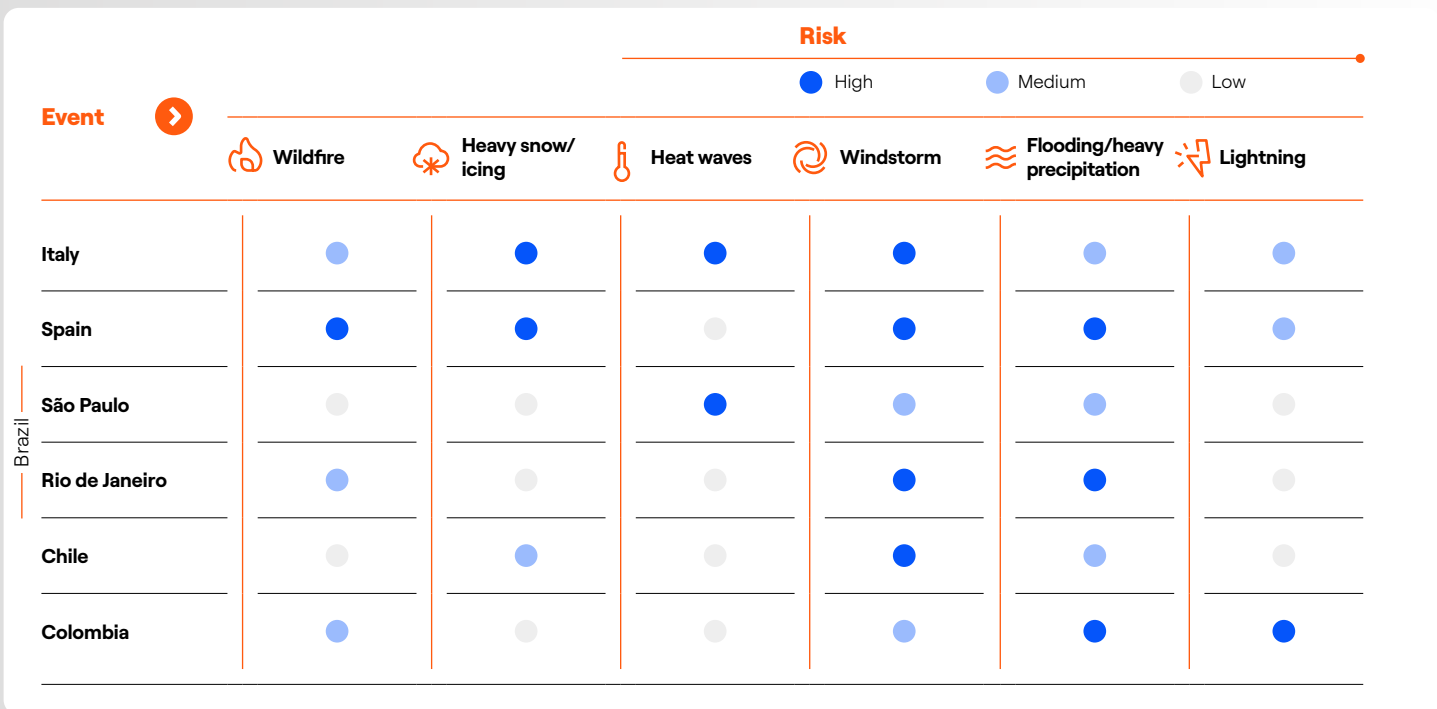 Risk
High Medium Low
Event
Wildfire
Heavy snow/
icing
Heat waves
Windstorm
Flooding/heavy
precipitation
Lightning
Italy
Spain
Brazil
São Paulo
Rio de Janeiro
Chile
Colombia